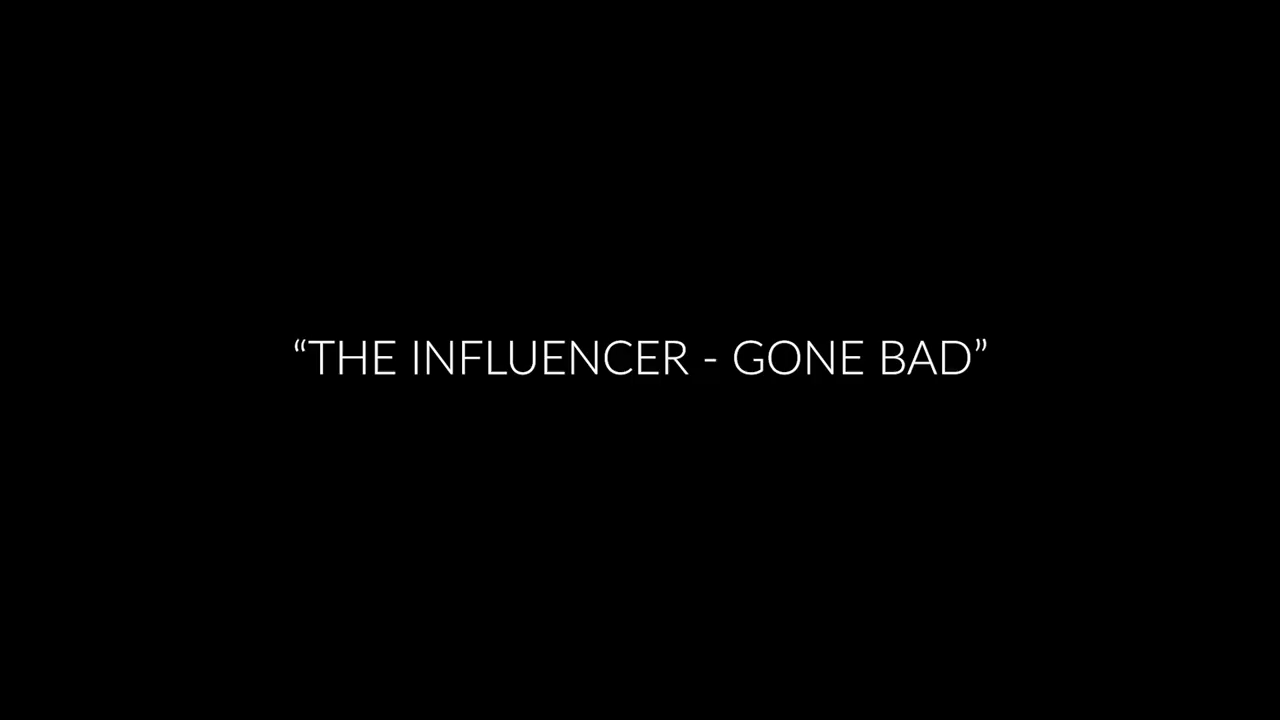 “THE INFLUENCER - GONE BAD”